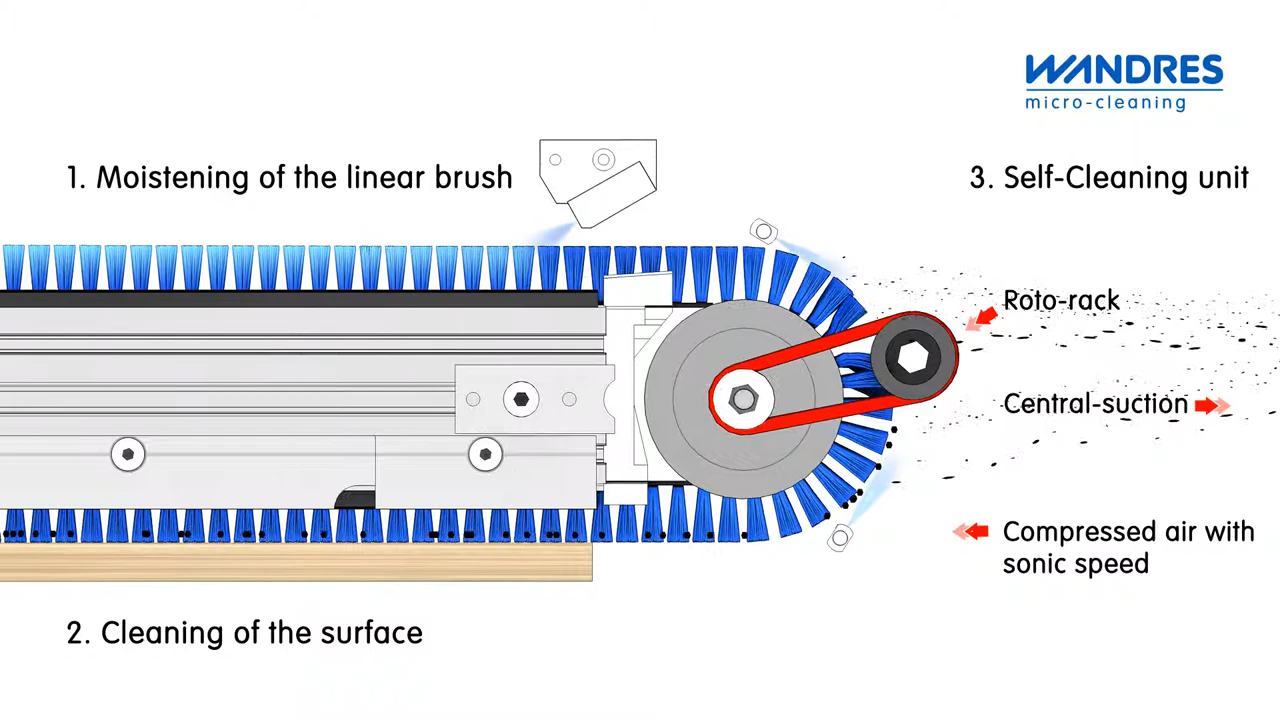 WANDRES
micro-cleaning
1. Moistening of the linear brush
3. Self-Cleaning unit
Roto-rack
Central-suction
Compressed air with
sonic speed
2. Cleaning of the surface